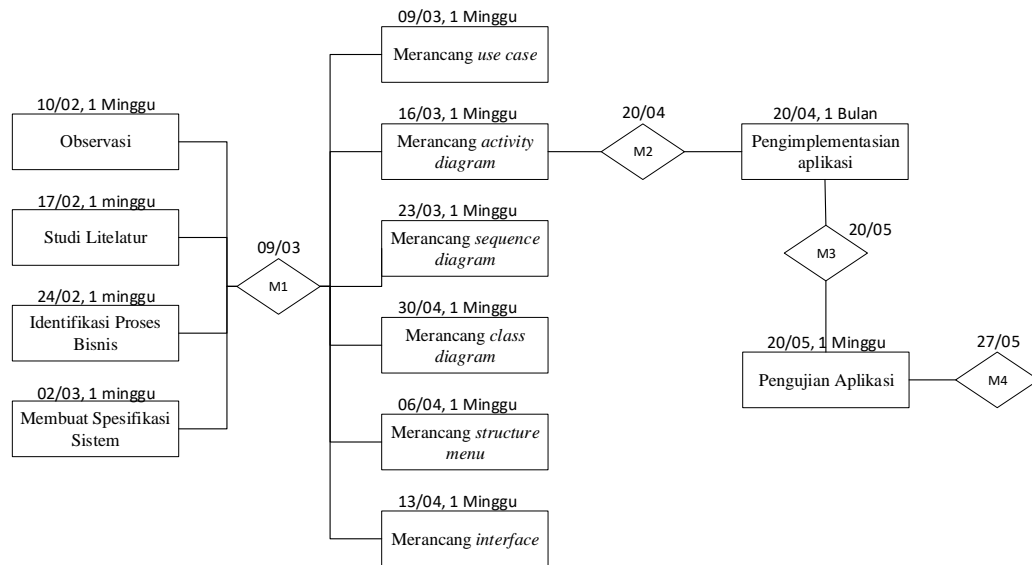 10/02, 1 Minggu
Observasi
17/02, 1 minggu
Studi Litelatur
24/02, 1 minggu
Identifikasi Proses
Bisnis
02/03, 1 minggu
Membuat Spesifikasi
Sistem
09/03
M1
09/03, 1 Minggu
Merancang use case
16/03, 1 Minggu
Merancang activity
diagram
23/03, 1 Minggu
Merancang sequence
diagram
30/04, 1 Minggu
Merancang class
diagram
06/04, 1 Minggu
Merancang structure
menu
13/04, 1 Minggu
Merancang interface
20/04
M2
20/04, 1 Bulan
Pengimplementasian
aplikasi
20/05
M3
20/05, 1 Minggu
Pengujian Aplikasi
27/05
M4